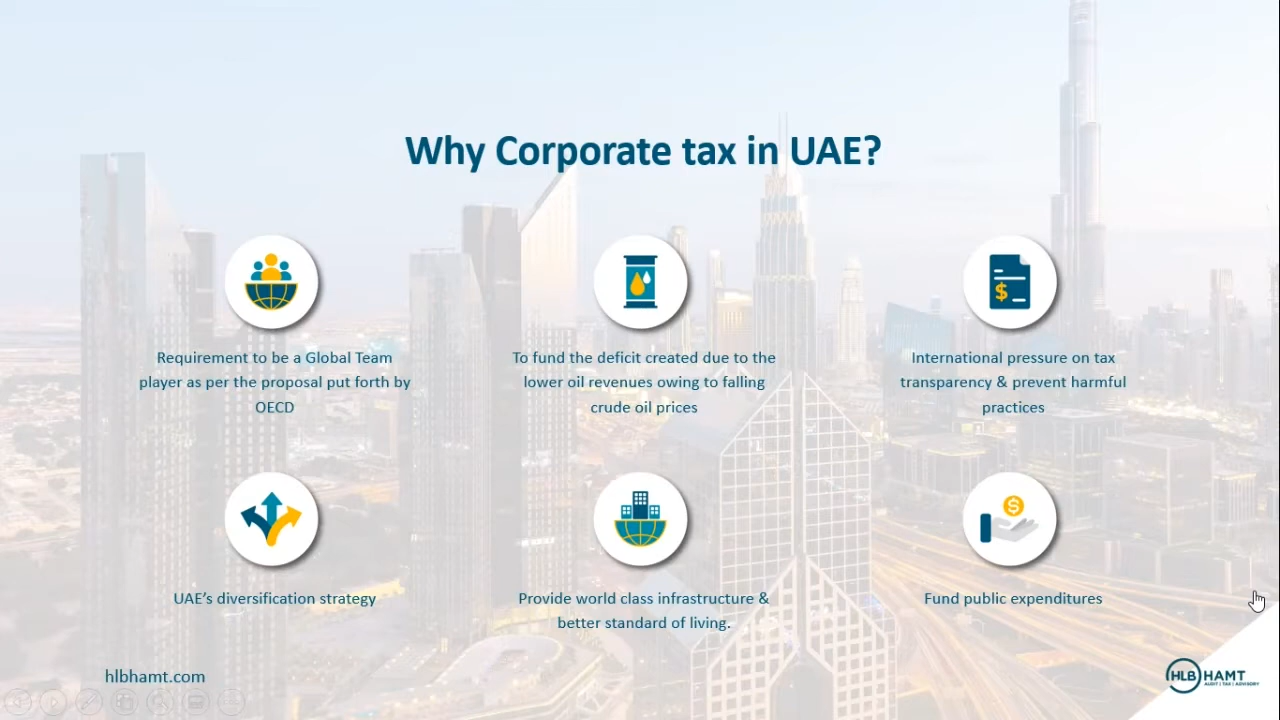 Why Corporate tax in UAE?
Requirement to be a Global Team
player as per the proposal put forth by
OECD
To fund the deficit created due to the
lower oil revenues owing to falling
crude oil prices
International pressure on tax
transparency & prevent harmful
practices
UAE's diversification strategy
Provide world class infrastructure &
better standard of living.
Fund public expenditures
hlbhamt.com
HLB HAMT
AUDIT | TAX | ADVISORY